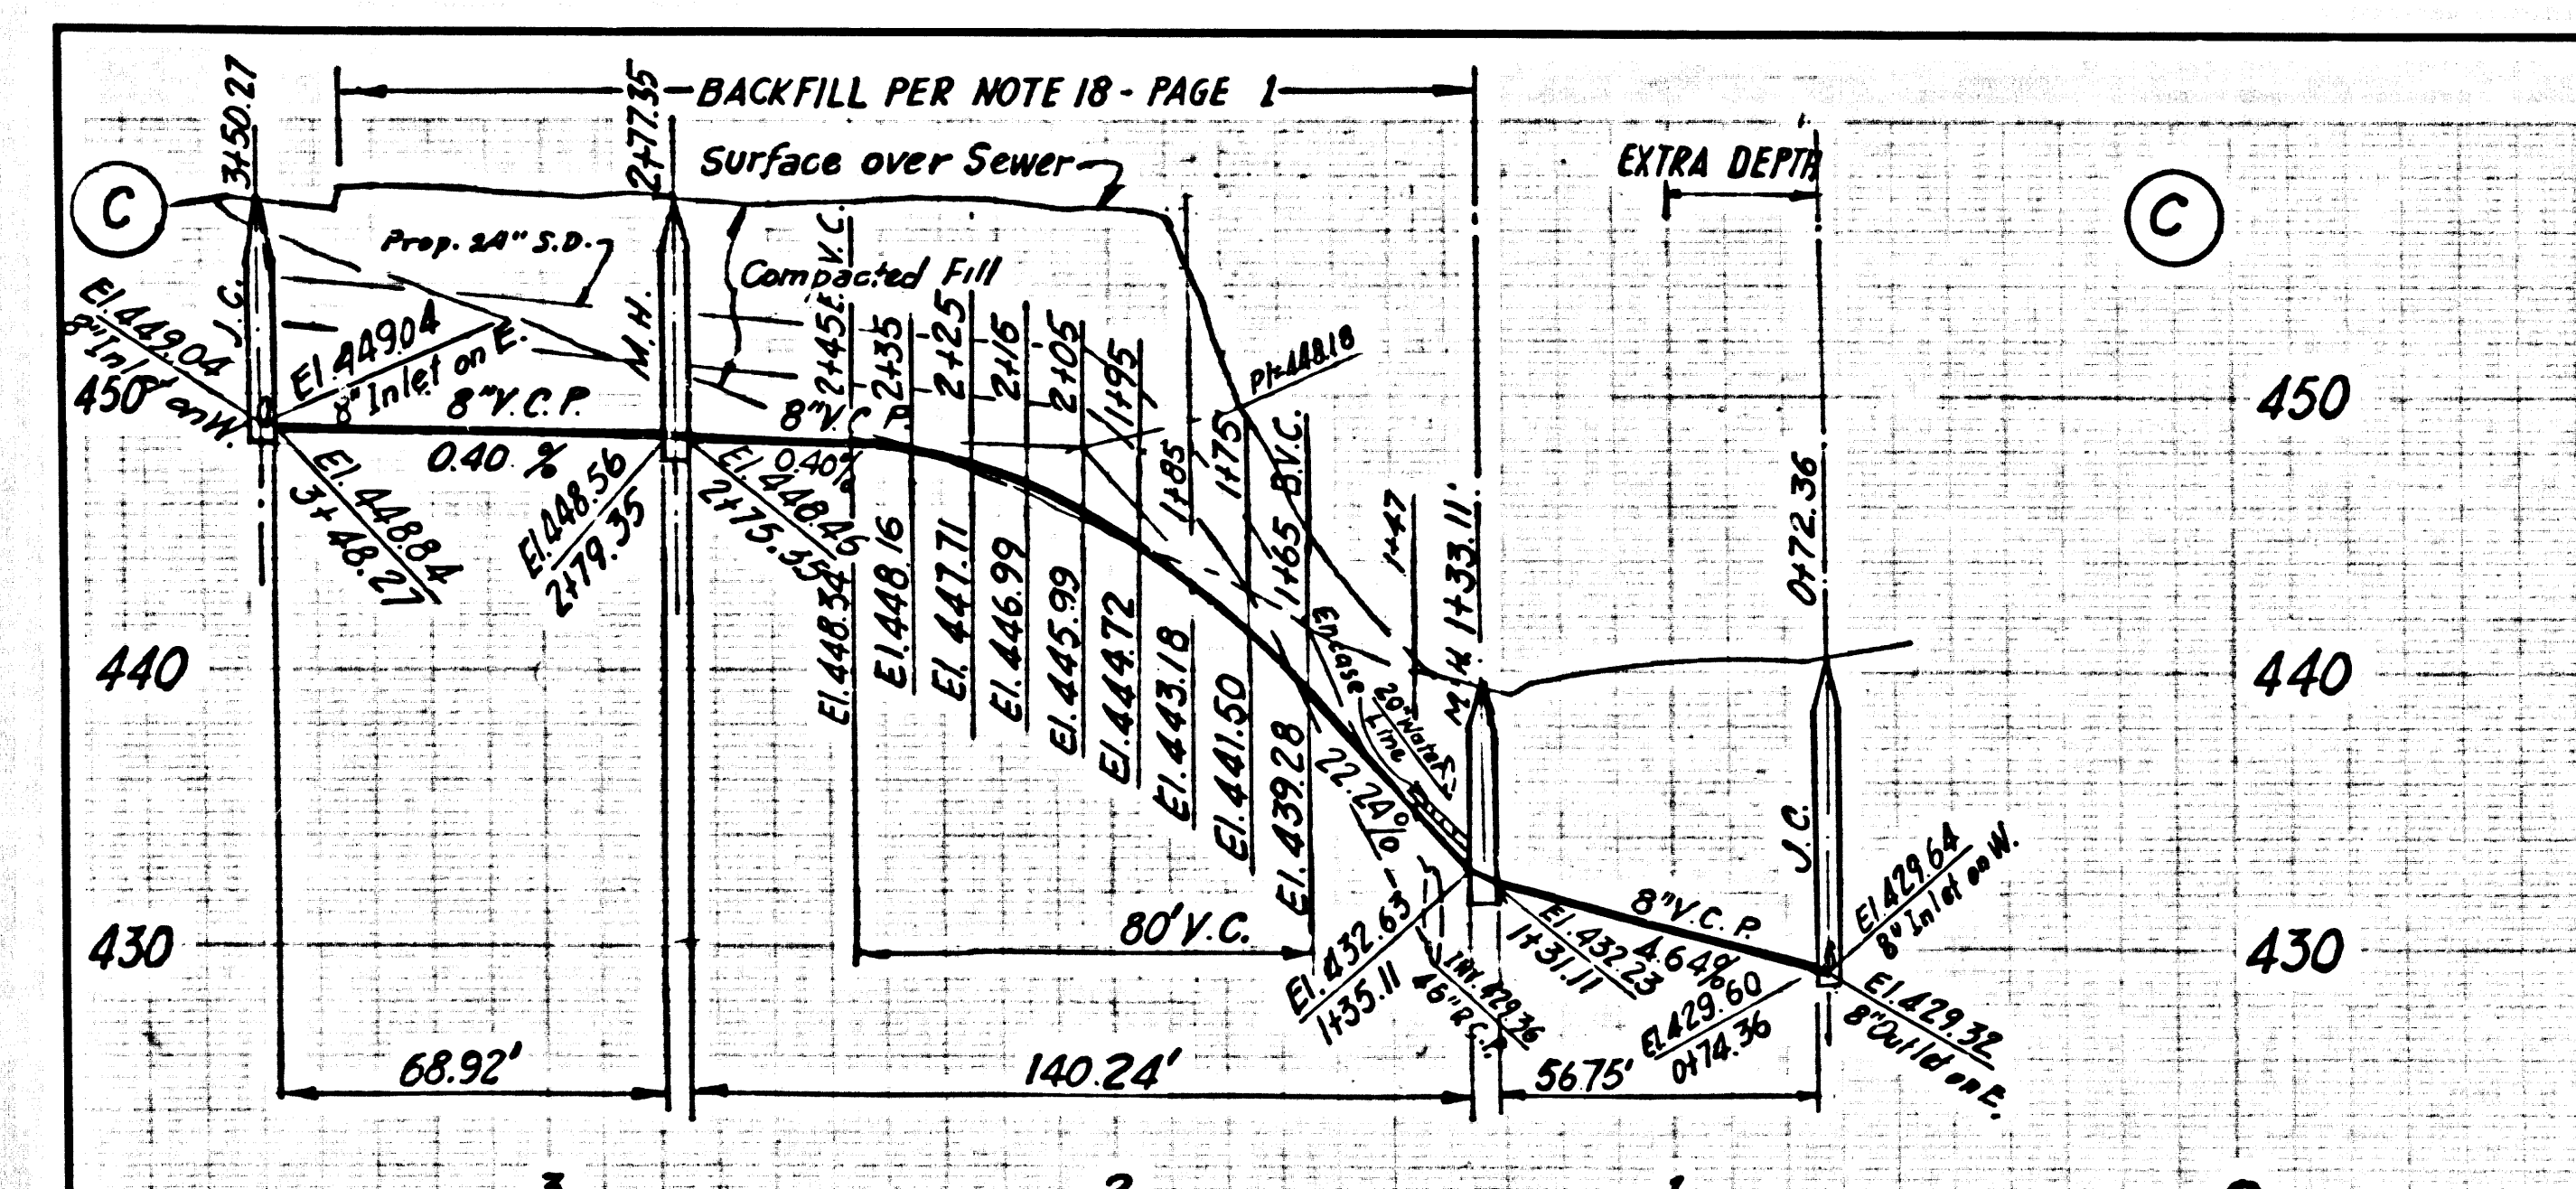 BACKFILL PER NOTE 18 - PAGE 1
3+50.27
2+77.35
Surface over Sewer
EXTRA DEPTH
C
C
Prop. 24" S.D.
Compacted Fill
J.C.
M.H.
El. 449.04
8" Inlet on W.
El. 449.04
8" Inlet on E.
8" V.C.P.
0.40 %
El. 448.84
3+48.27
El. 448.56
2+79.35
8" V.C.P.
0.40%
El. 448.46
2+75.35
2+45 E.V.C.
2+35
2+25
2+15
2+05
1+95
1+85
1+75
1+65 B.V.C.
El. 448.34
El. 448.16
El. 447.71
El. 446.99
El. 445.99
El. 444.72
El. 443.18
El. 441.50
El. 439.28
448.18
1+47
M.H. 1+33.11
0+72.36
Encase
20" Water
Line
22.24%
80' V.C.
El. 432.63
1+35.11
El. 432.23
1+31.11
8" V.C.P.
4.64%
El. 429.60
0+74.36
J.C.
El. 429.64
8" Inlet on W.
El. 429.32
8" Outld on E.
450
440
430
450
440
430
68.92'
140.24'
56.75'
3
2
1